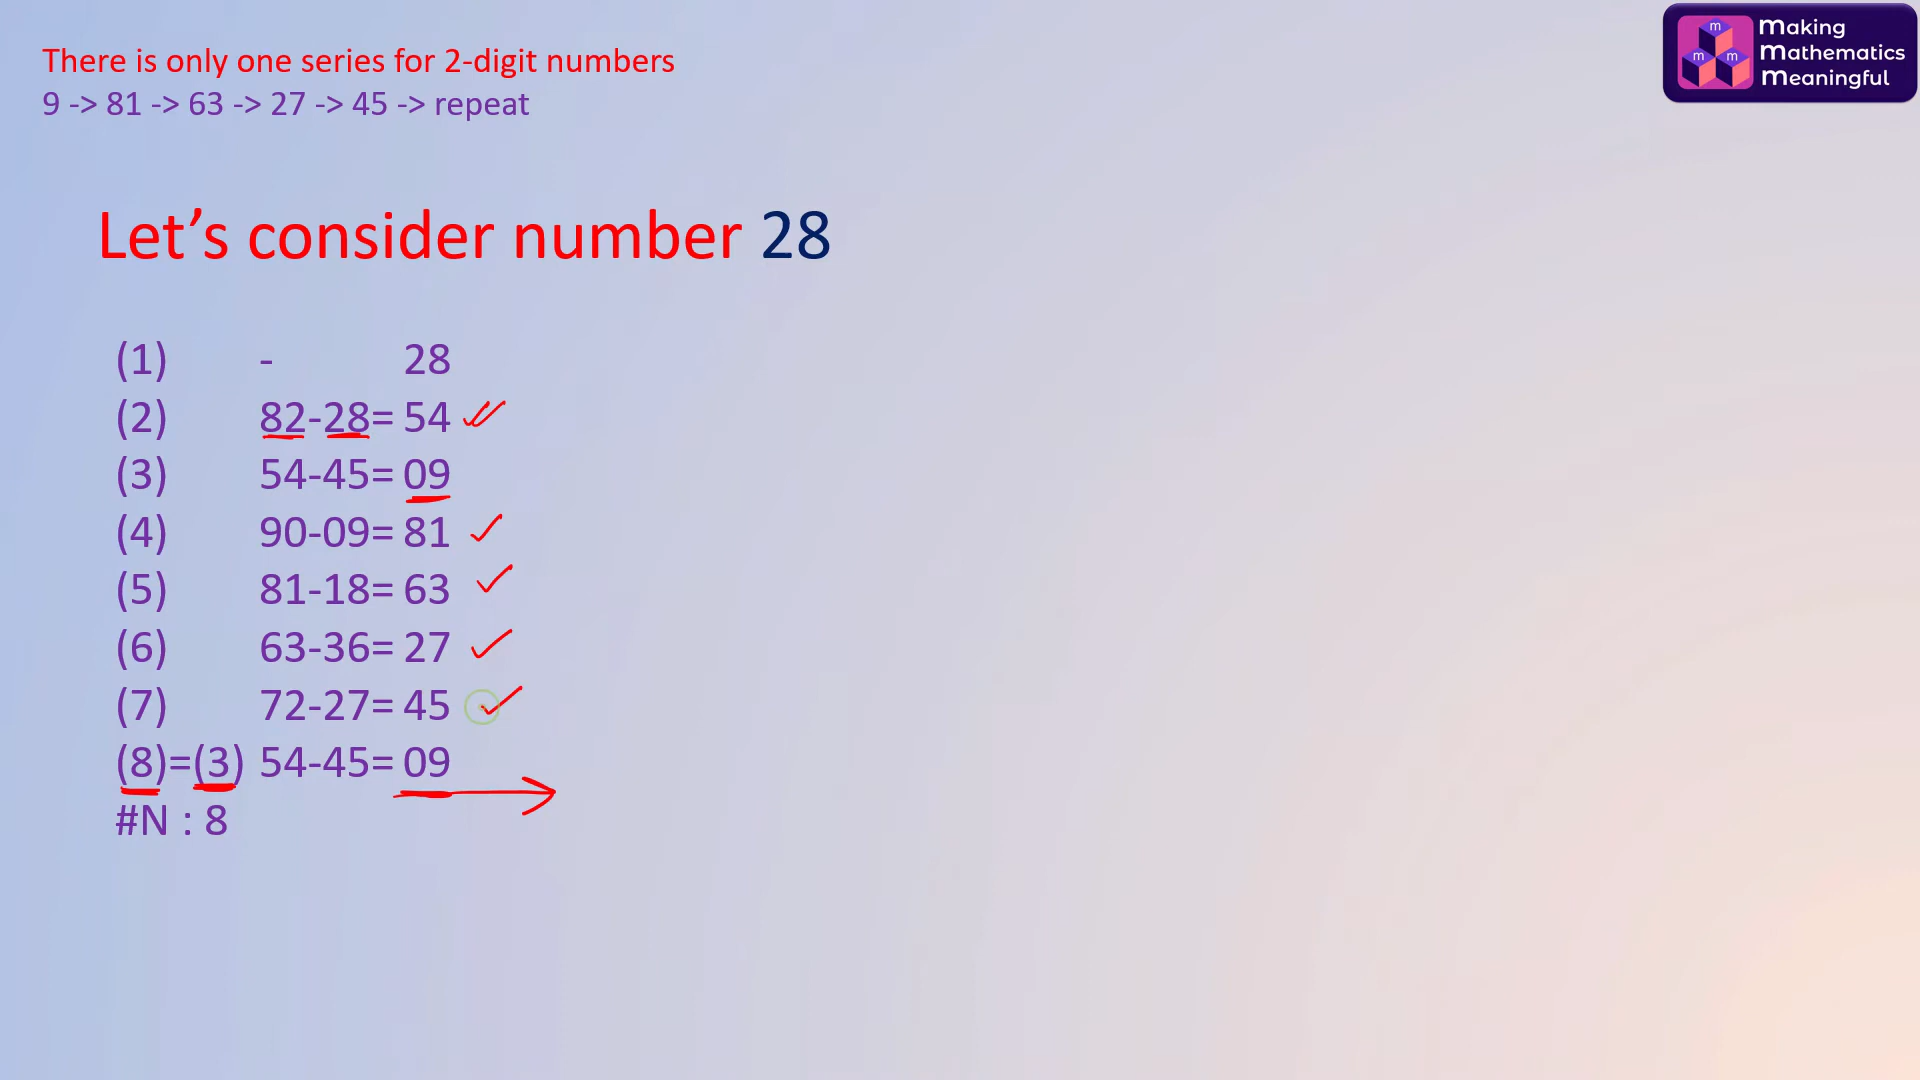 There is only one series for 2-digit numbers
9 -> 81 -> 63 -> 27 -> 45 -> repeat
making
mathematics
meaningful
m
m m
Let’s consider number 28
(1) - 28
(2) 82-28= 54
(3) 54-45= 09
(4) 90-09= 81
(5) 81-18= 63
(6) 63-36= 27
(7) 72-27= 45
(8)=(3) 54-45= 09
#N : 8